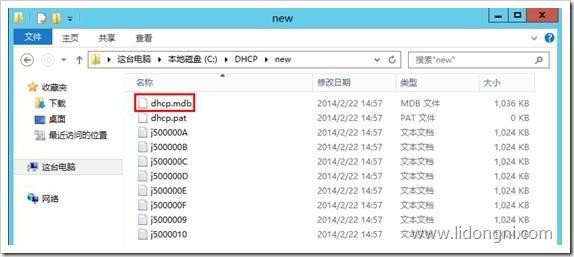 new
文件 主页 共享 查看
这台电脑 本地磁盘 (C:) DHCP new 搜索"new"
收藏夹
下载
桌面
最近访问的位置
这台电脑
网络
名称 修改日期 类型 大小
dhcp.mdb 2014/2/22 14:57 MDB 文件 1,036 KB
dhcp.pat 2014/2/22 14:57 PAT 文件 0 KB
j500000A 2014/2/22 14:57 文本文档 1,024 KB
j500000B 2014/2/22 14:57 文本文档 1,024 KB
j500000C 2014/2/22 14:57 文本文档 1,024 KB
j500000D 2014/2/22 14:57 文本文档 1,024 KB
j500000E 2014/2/22 14:57 文本文档 1,024 KB
j500000F 2014/2/22 14:57 文本文档 1,024 KB
j5000009 2014/2/22 14:57 文本文档 1,024 KB
j5000010 2014/2/22 14:57 文本文档 1,024 KB